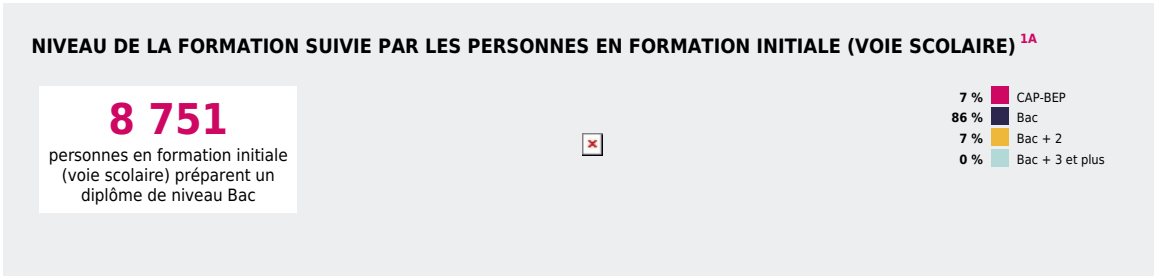 NIVEAU DE LA FORMATION SUIVIE PAR LES PERSONNES EN FORMATION INITIALE (VOIE SCOLAIRE) 1A
8 751
personnes en formation initiale
(voie scolaire) préparent un
diplôme de niveau Bac
7 % CAP-BEP
86 % Bac
7 % Bac + 2
0 % Bac + 3 et plus